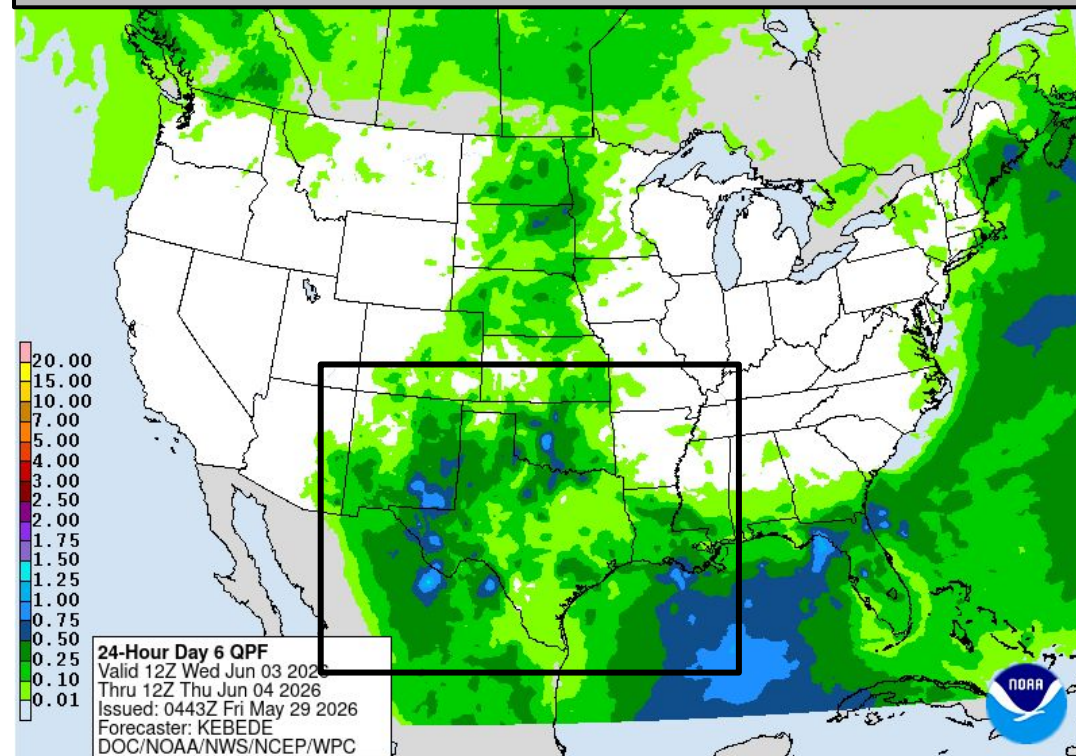 20.00
15.00
10.00
7.00
5.00
4.00
3.00
2.50
2.00
1.75
1.50
1.25
1.00
0.75
0.50
0.25
0.10
0.01
24-Hour Day 6 QPF
Valid 12Z Wed Jun 03 2026
Thru 12Z Thu Jun 04 2026
Issued: 0443Z Fri May 29 2026
Forecaster: KEBEDE
DOC/NOAA/NWS/NCEP/WPC
NOAA